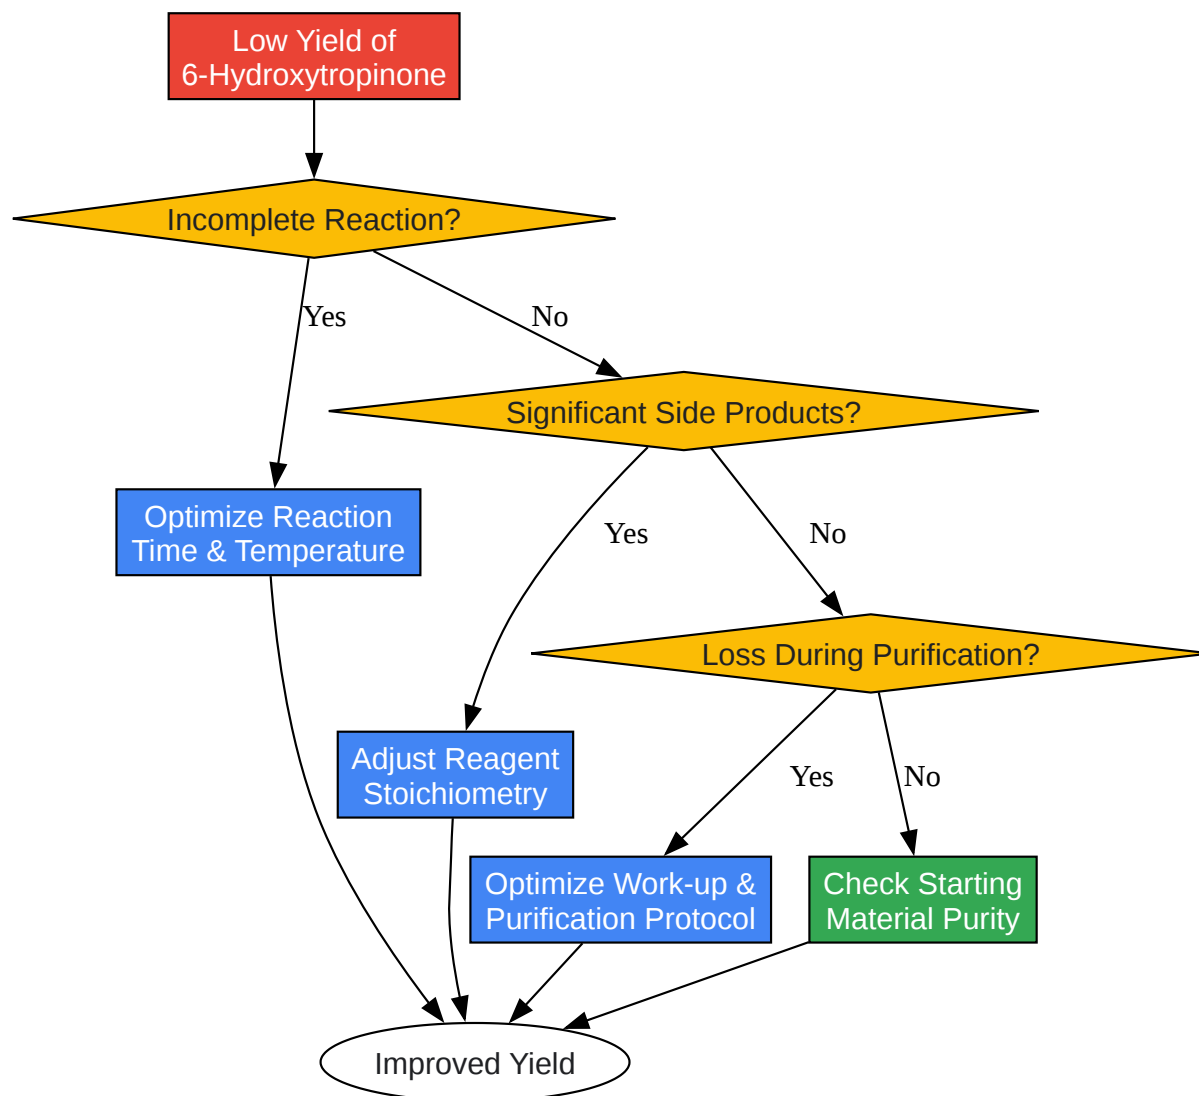 Low Yield of
6-Hydroxytropinone
Incomplete Reaction?
Yes
No
Significant Side Products?
Optimize Reaction
Time & Temperature
Yes
No
Loss During Purification?
Adjust Reagent
Stoichiometry
Yes
No
Optimize Work-up &
Purification Protocol
Check Starting
Material Purity
Improved Yield